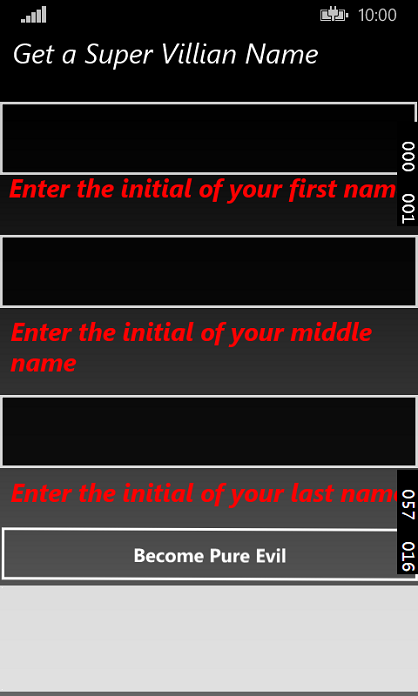 10:00
Get a Super Villian Name
000 001
Enter the initial of your first nam
Enter the initial of your middle
name
Enter the initial of your last name
057 016
Become Pure Evil